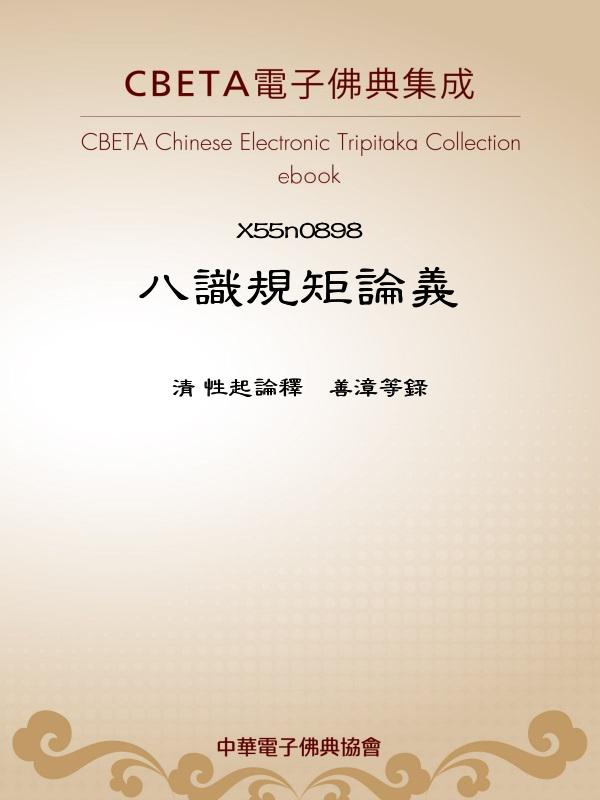 CBETA電子佛典集成
CBETA Chinese Electronic Tripitaka Collection
ebook
X55n0898
八識規矩論義
清 性起論釋　善漳等錄
中華電子佛典協會